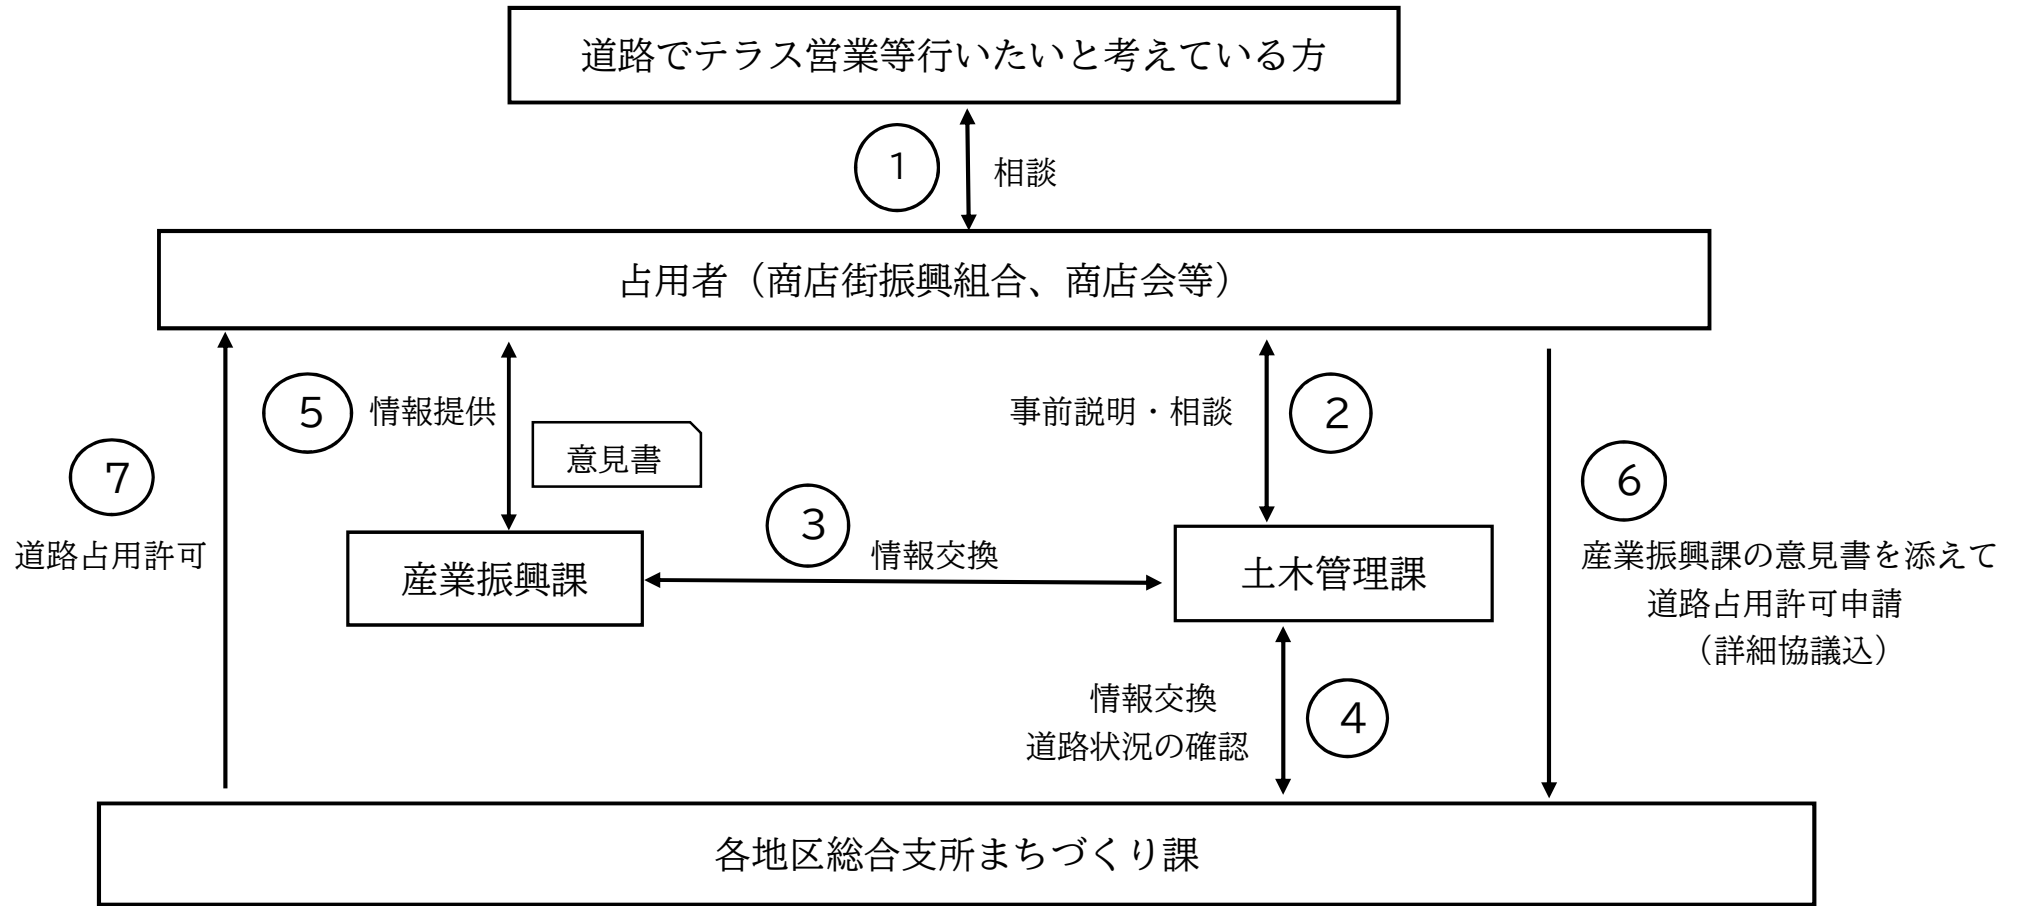 道路でテラス営業等行いたいと考えている方
1
相談
占用者（商店街振興組合、商店会等）
5
情報提供
意見書
事前説明・相談
2
7
道路占用許可
6
産業振興課の意見書を添えて
道路占用許可申請
（詳細協議込）
3
情報交換
産業振興課
土木管理課
情報交換
道路状況の確認
4
各地区総合支所まちづくり課